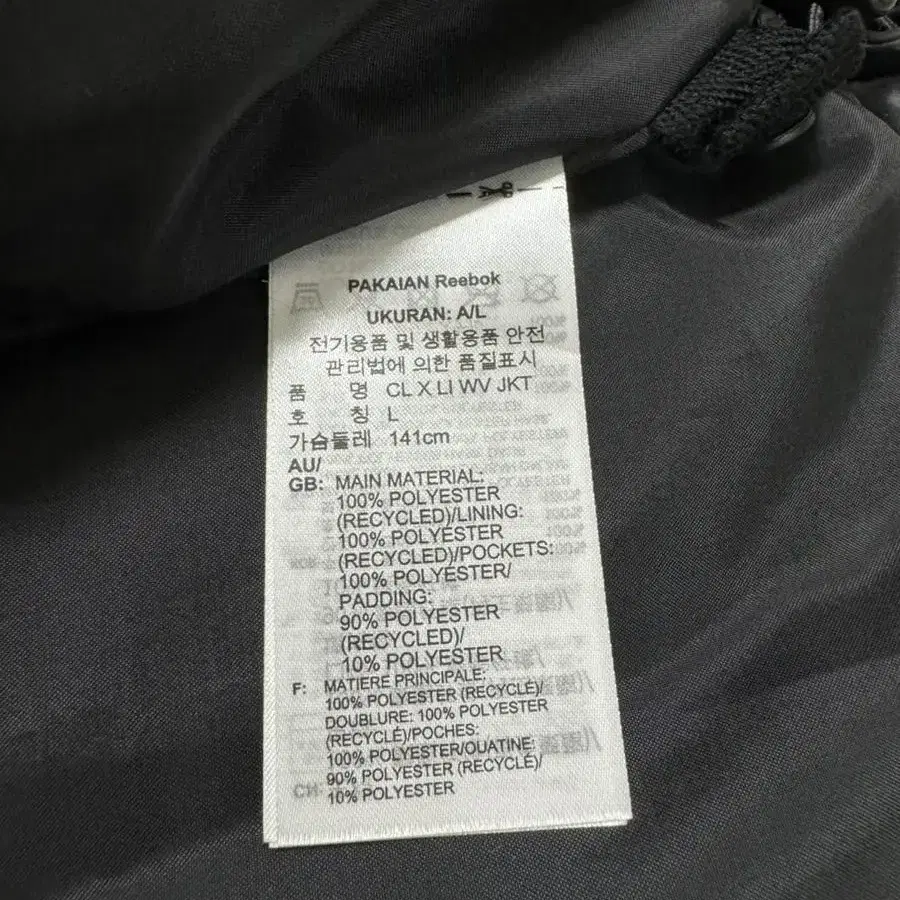 PAKAIAN Reebok
UKURAN: A/L
전기용품 및 생활용품 안전
관리법에 의한 품질표시
품 명 CL X LI WV JKT
호 칭 L
가슴둘레 141cm
AU/
GB: MAIN MATERIAL:
100% POLYESTER
(RECYCLED)/LINING:
100% POLYESTER
(RECYCLED)/POCKETS:
100% POLYESTER/
PADDING:
90% POLYESTER
(RECYCLED)/
10% POLYESTER
F: MATIERE PRINCIPALE:
100% POLYESTER (RECYCLÉ)/
DOUBLURE: 100% POLYESTER
(RECYCLÉ)/POCHES:
100% POLYESTER/OUATINE:
90% POLYESTER (RECYCLÉ)/
10% POLYESTER